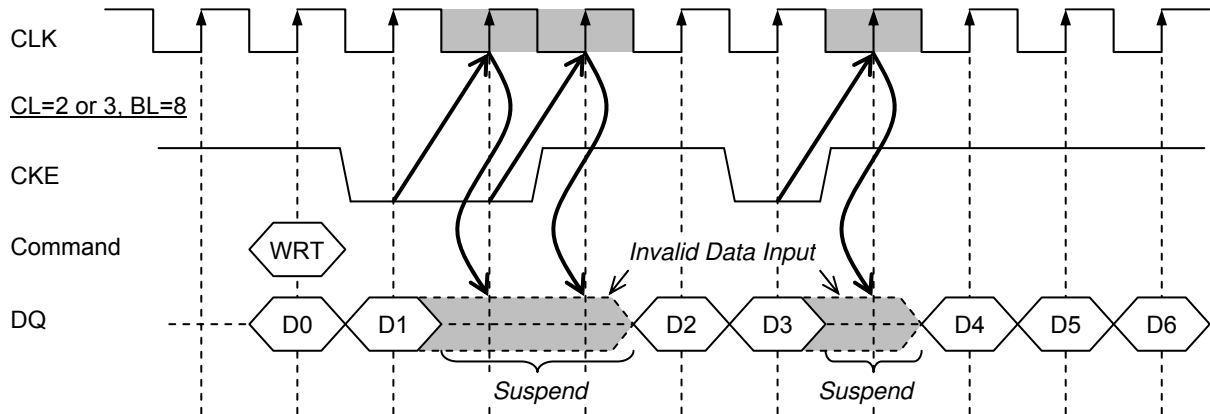 CLK
CL=2 or 3, BL=8
CKE
Command WRT Invalid Data Input
DQ D0 D1 D2 D3 D4 D5 D6
Suspend Suspend